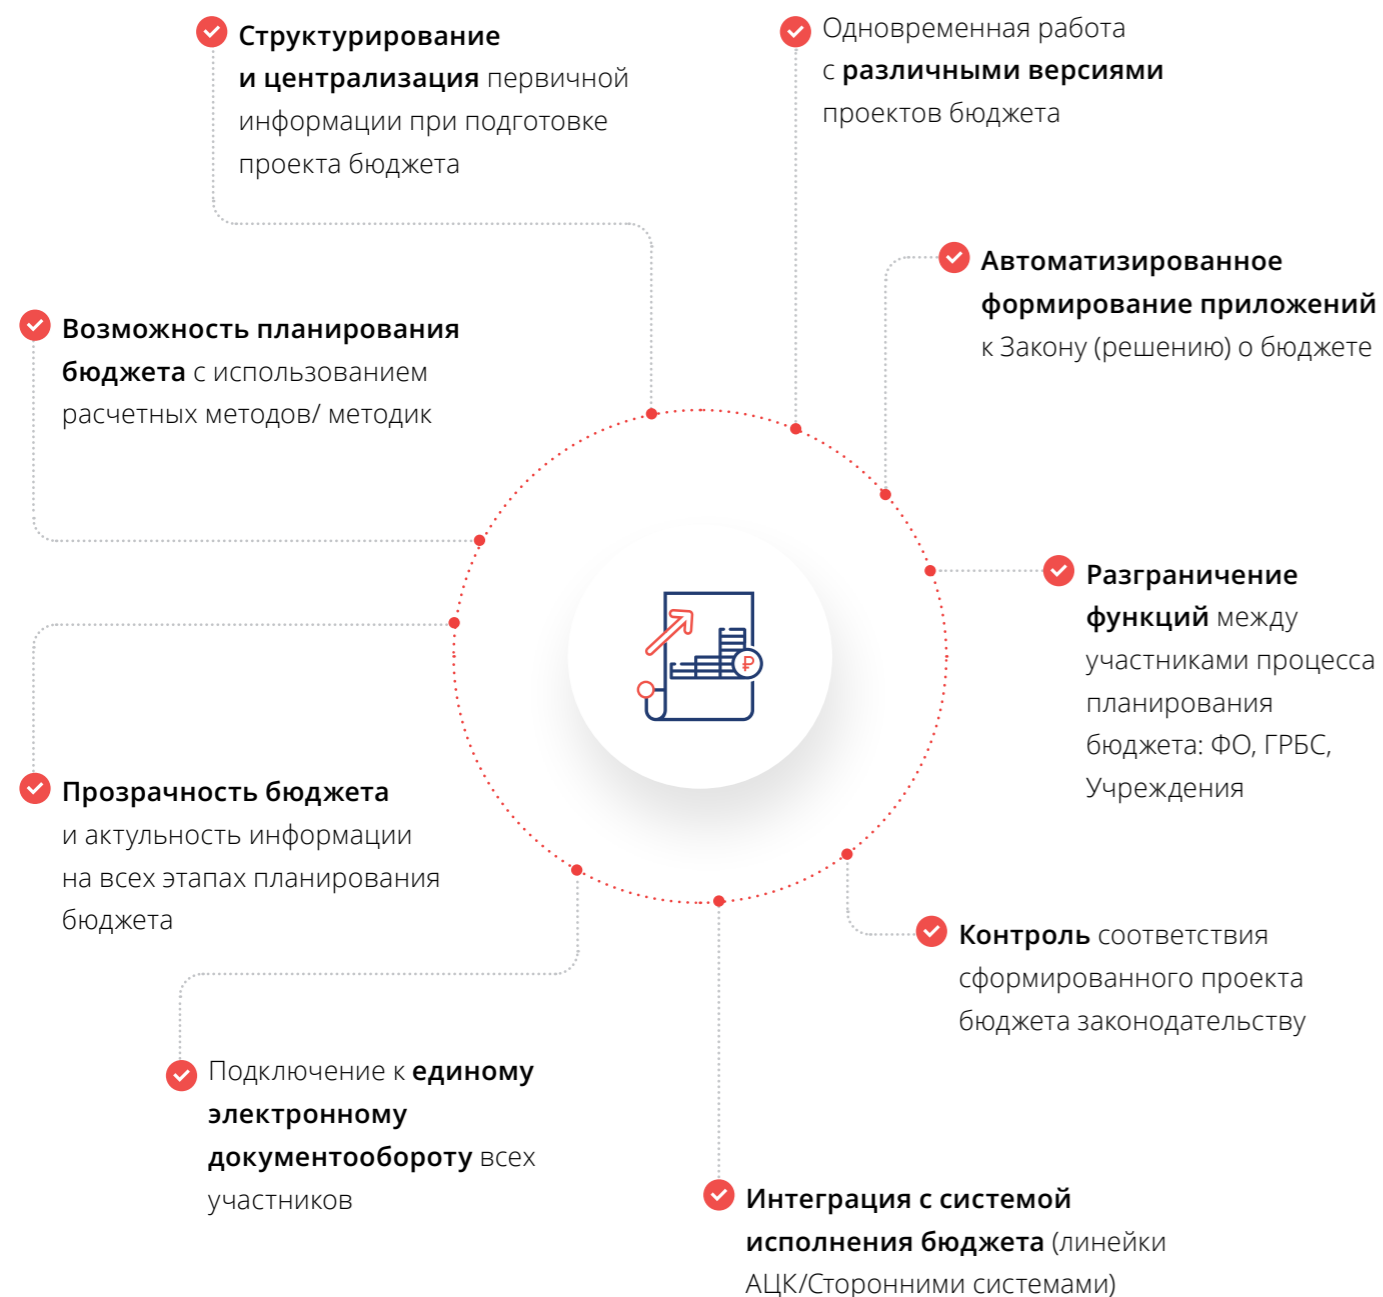 Структурирование
и централизация первичной
информации при подготовке
проекта бюджета
Одновременная работа
с различными версиями
проектов бюджета
Автоматизированное
формирование приложений
к Закону (решению) о бюджете
Возможность планирования
бюджета с использованием
расчетных методов/ методик
Разграничение
функций между
участниками процесса
планирования
бюджета: ФО, ГРБС,
Учреждения
Прозрачность бюджета
и актульность информации
на всех этапах планирования
бюджета
Контроль соответствия
сформированного проекта
бюджета законодательству
Подключение к единому
электронному
документообороту всех
участников
Интеграция с системой
исполнения бюджета (линейки
АЦК/Сторонними системами)